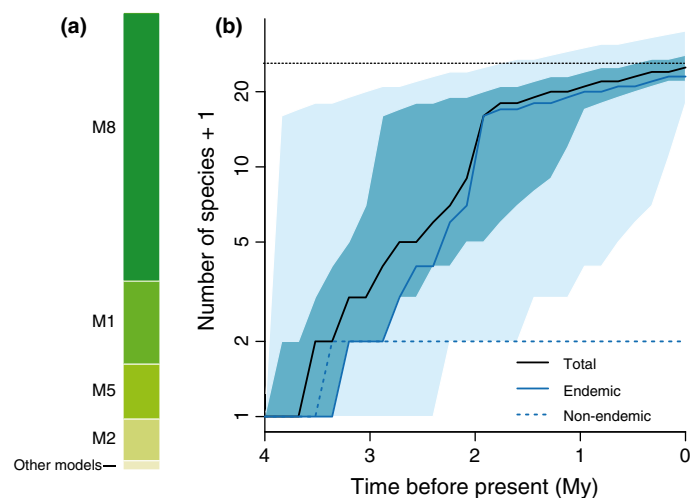 (a)
M8
M1
M5
M2
Other models
(b)
Number of species + 1
20
10
5
2
1
Total
Endemic
Non-endemic
4
3
2
1
0
Time before present (My)